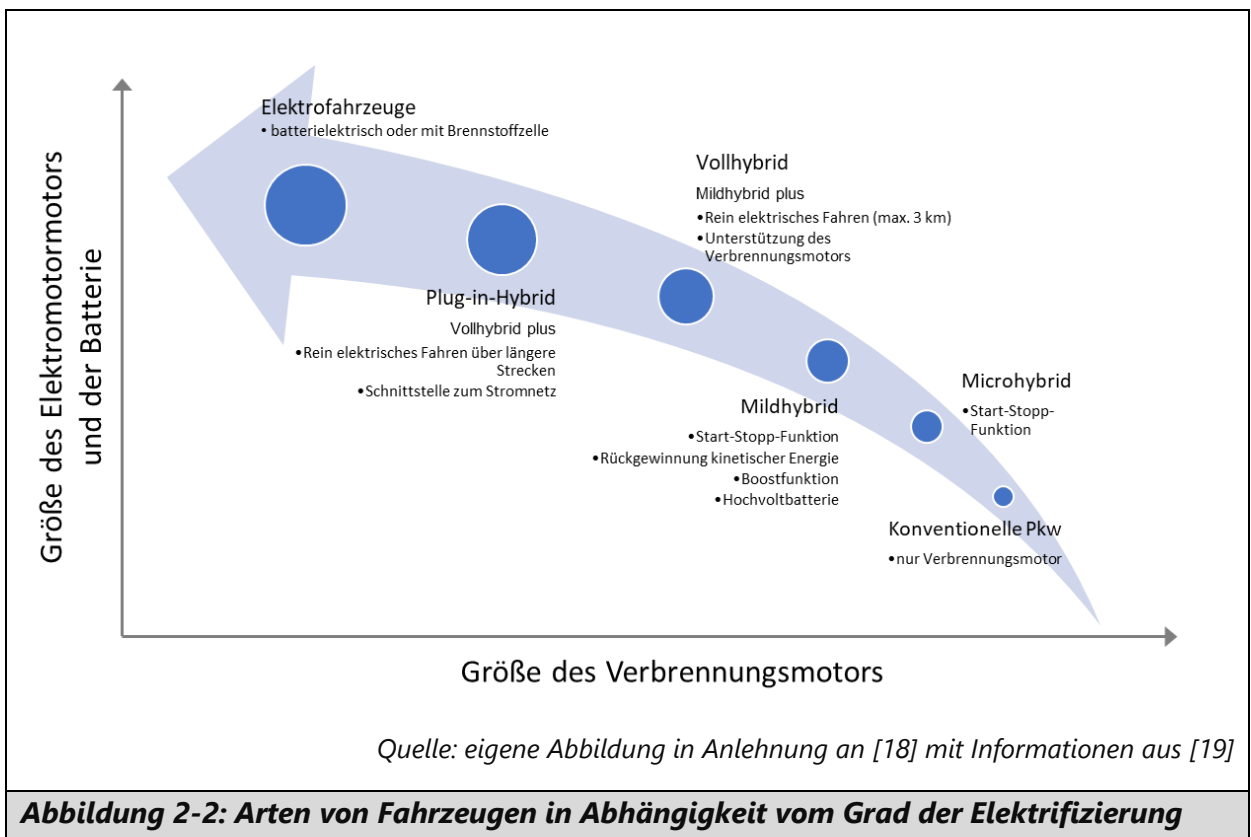 Größe des Elektromotormotors
und der Batterie
Elektrofahrzeuge
• batterielektrisch oder mit Brennstoffzelle
Plug-in-Hybrid
Vollhybrid plus
•Rein elektrisches Fahren über längere
Strecken
•Schnittstelle zum Stromnetz
Vollhybrid
Mildhybrid plus
•Rein elektrisches Fahren (max. 3 km)
•Unterstützung des
Verbrennungsmotors
Mildhybrid
•Start-Stopp-Funktion
•Rückgewinnung kinetischer Energie
•Boostfunktion
•Hochvoltbatterie
Microhybrid
•Start-Stopp-
Funktion
Konventionelle Pkw
•nur Verbrennungsmotor
Größe des Verbrennungsmotors
Quelle: eigene Abbildung in Anlehnung an [18] mit Informationen aus [19]
Abbildung 2-2: Arten von Fahrzeugen in Abhängigkeit vom Grad der Elektrifizierung